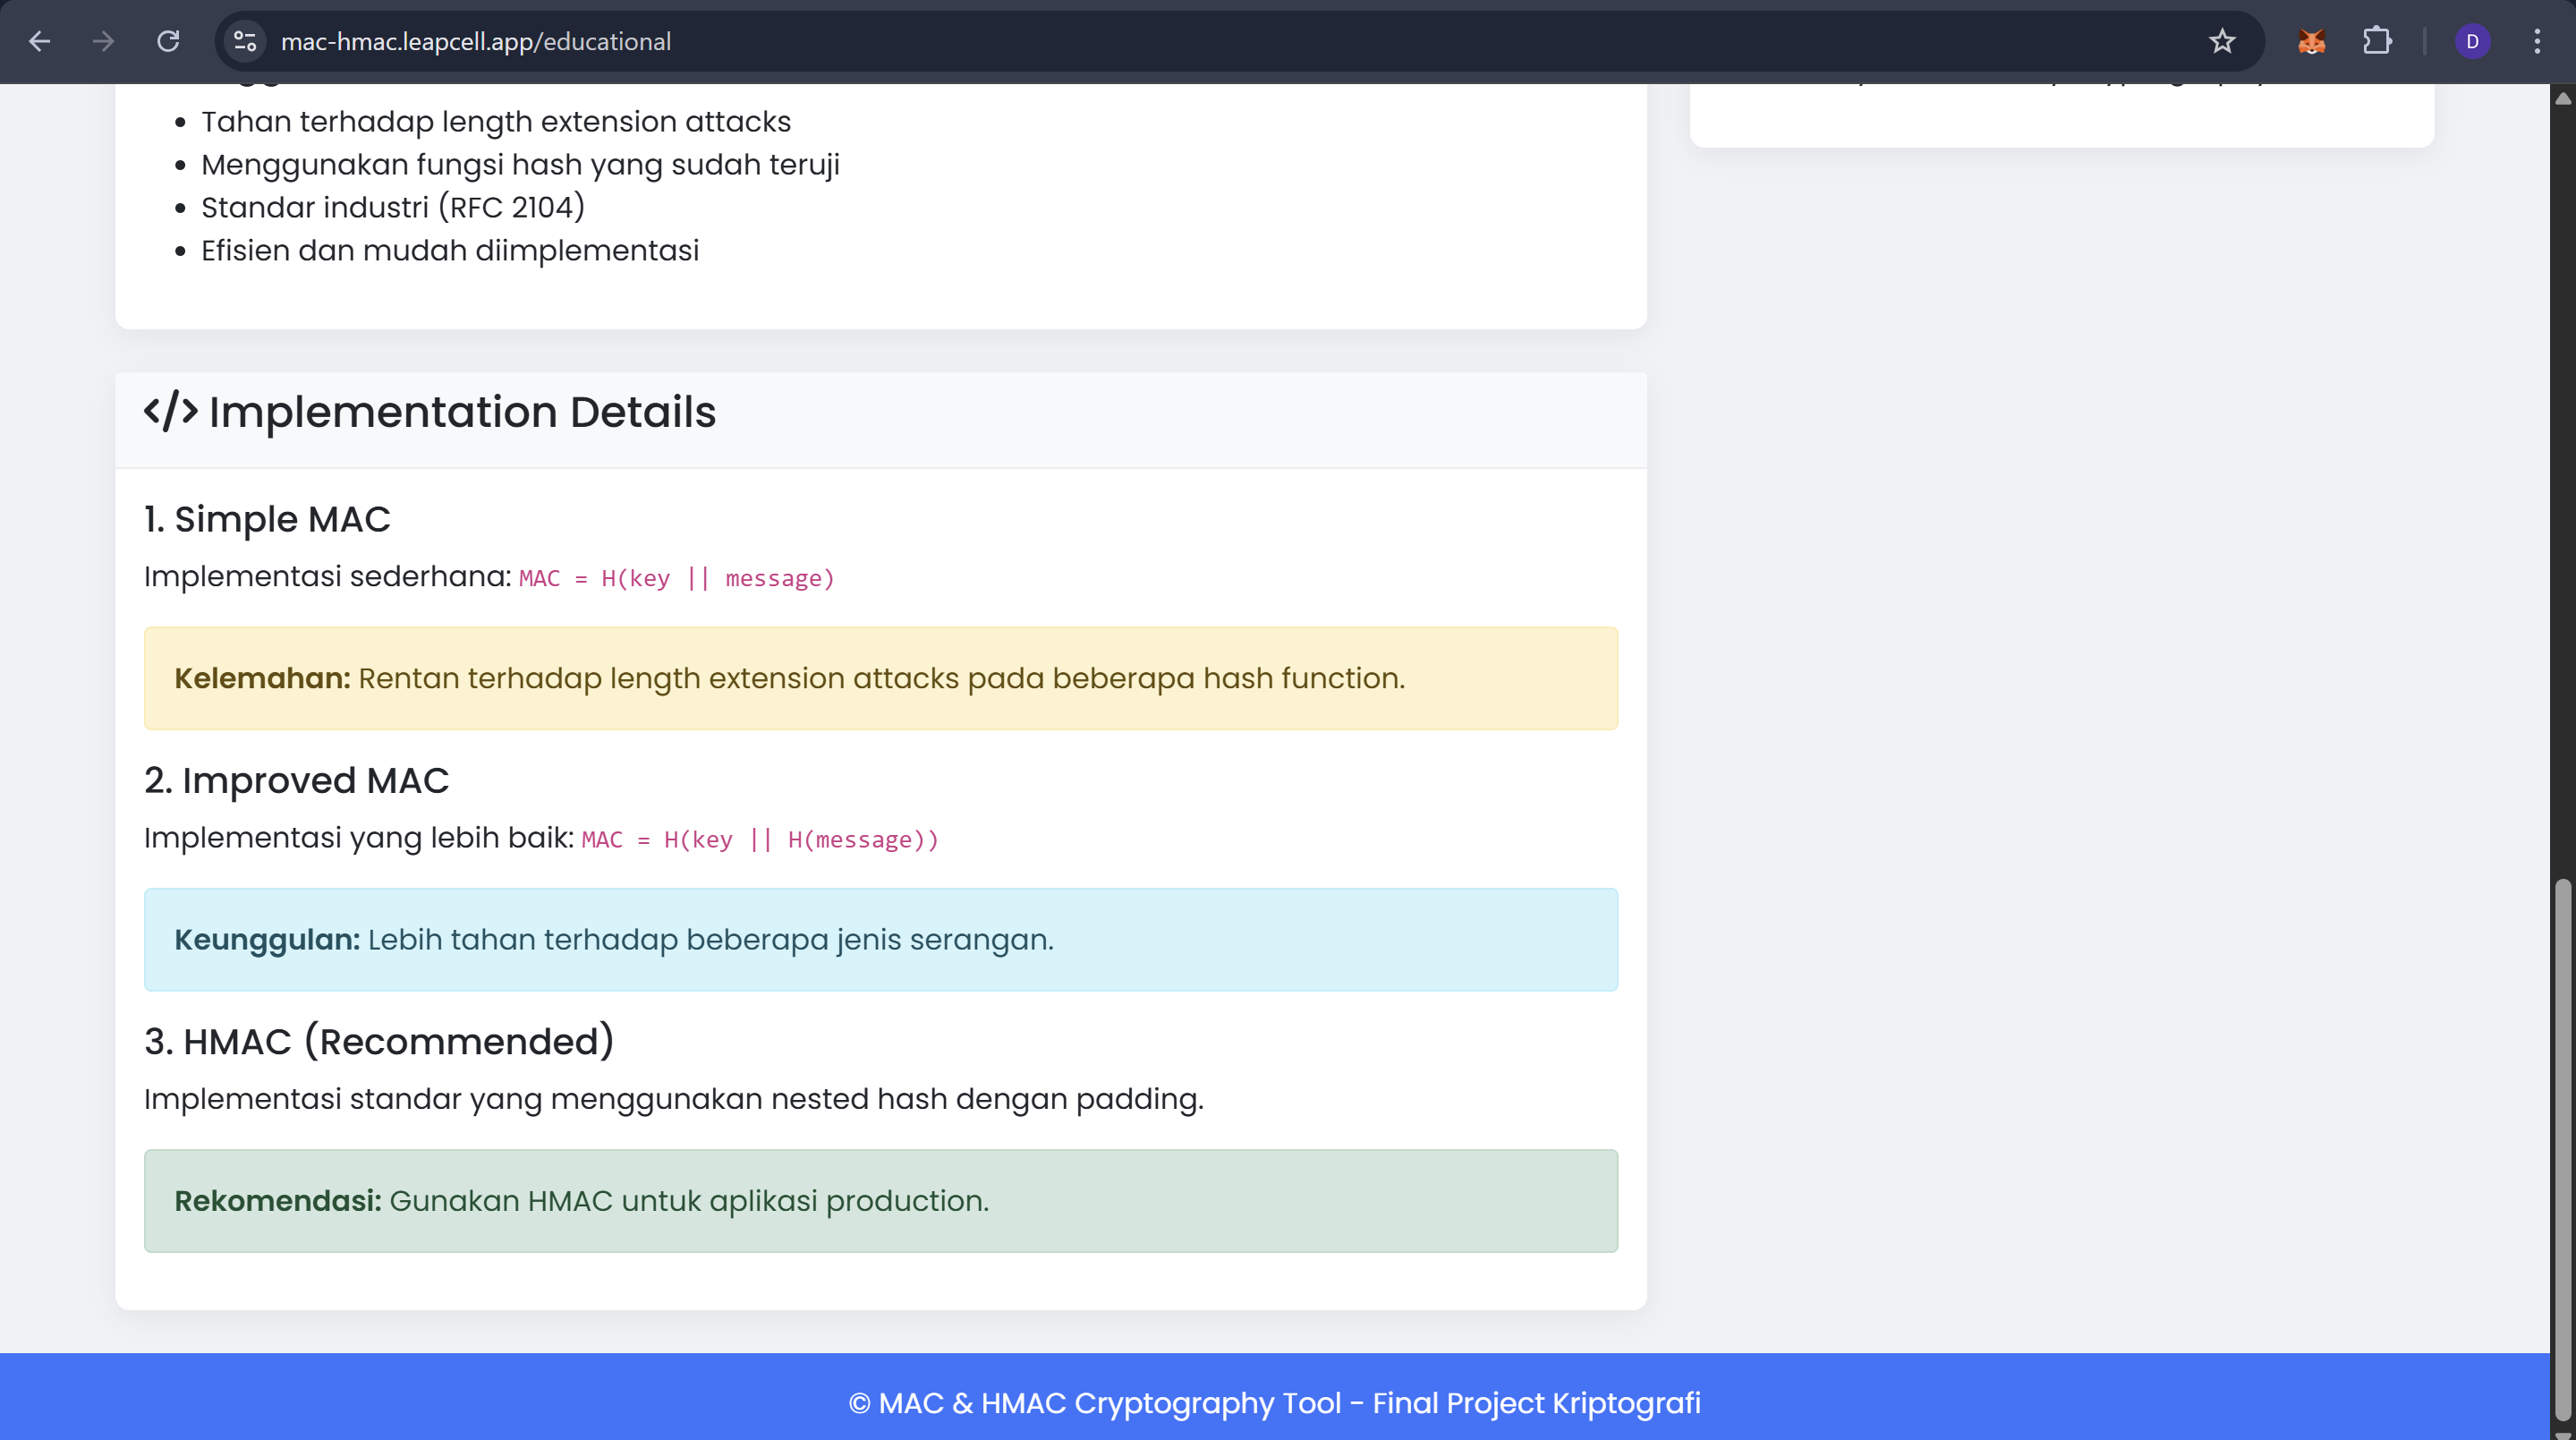 mac-hmac.leapcell.app/educational
D
Tahan terhadap length extension attacks
Menggunakan fungsi hash yang sudah teruji
Standar industri (RFC 2104)
Efisien dan mudah diimplementasi
</> Implementation Details
1. Simple MAC
Implementasi sederhana: MAC = H(key || message)
Kelemahan: Rentan terhadap length extension attacks pada beberapa hash function.
2. Improved MAC
Implementasi yang lebih baik: MAC = H(key || H(message))
Keunggulan: Lebih tahan terhadap beberapa jenis serangan.
3. HMAC (Recommended)
Implementasi standar yang menggunakan nested hash dengan padding.
Rekomendasi: Gunakan HMAC untuk aplikasi production.
© MAC & HMAC Cryptography Tool - Final Project Kriptografi